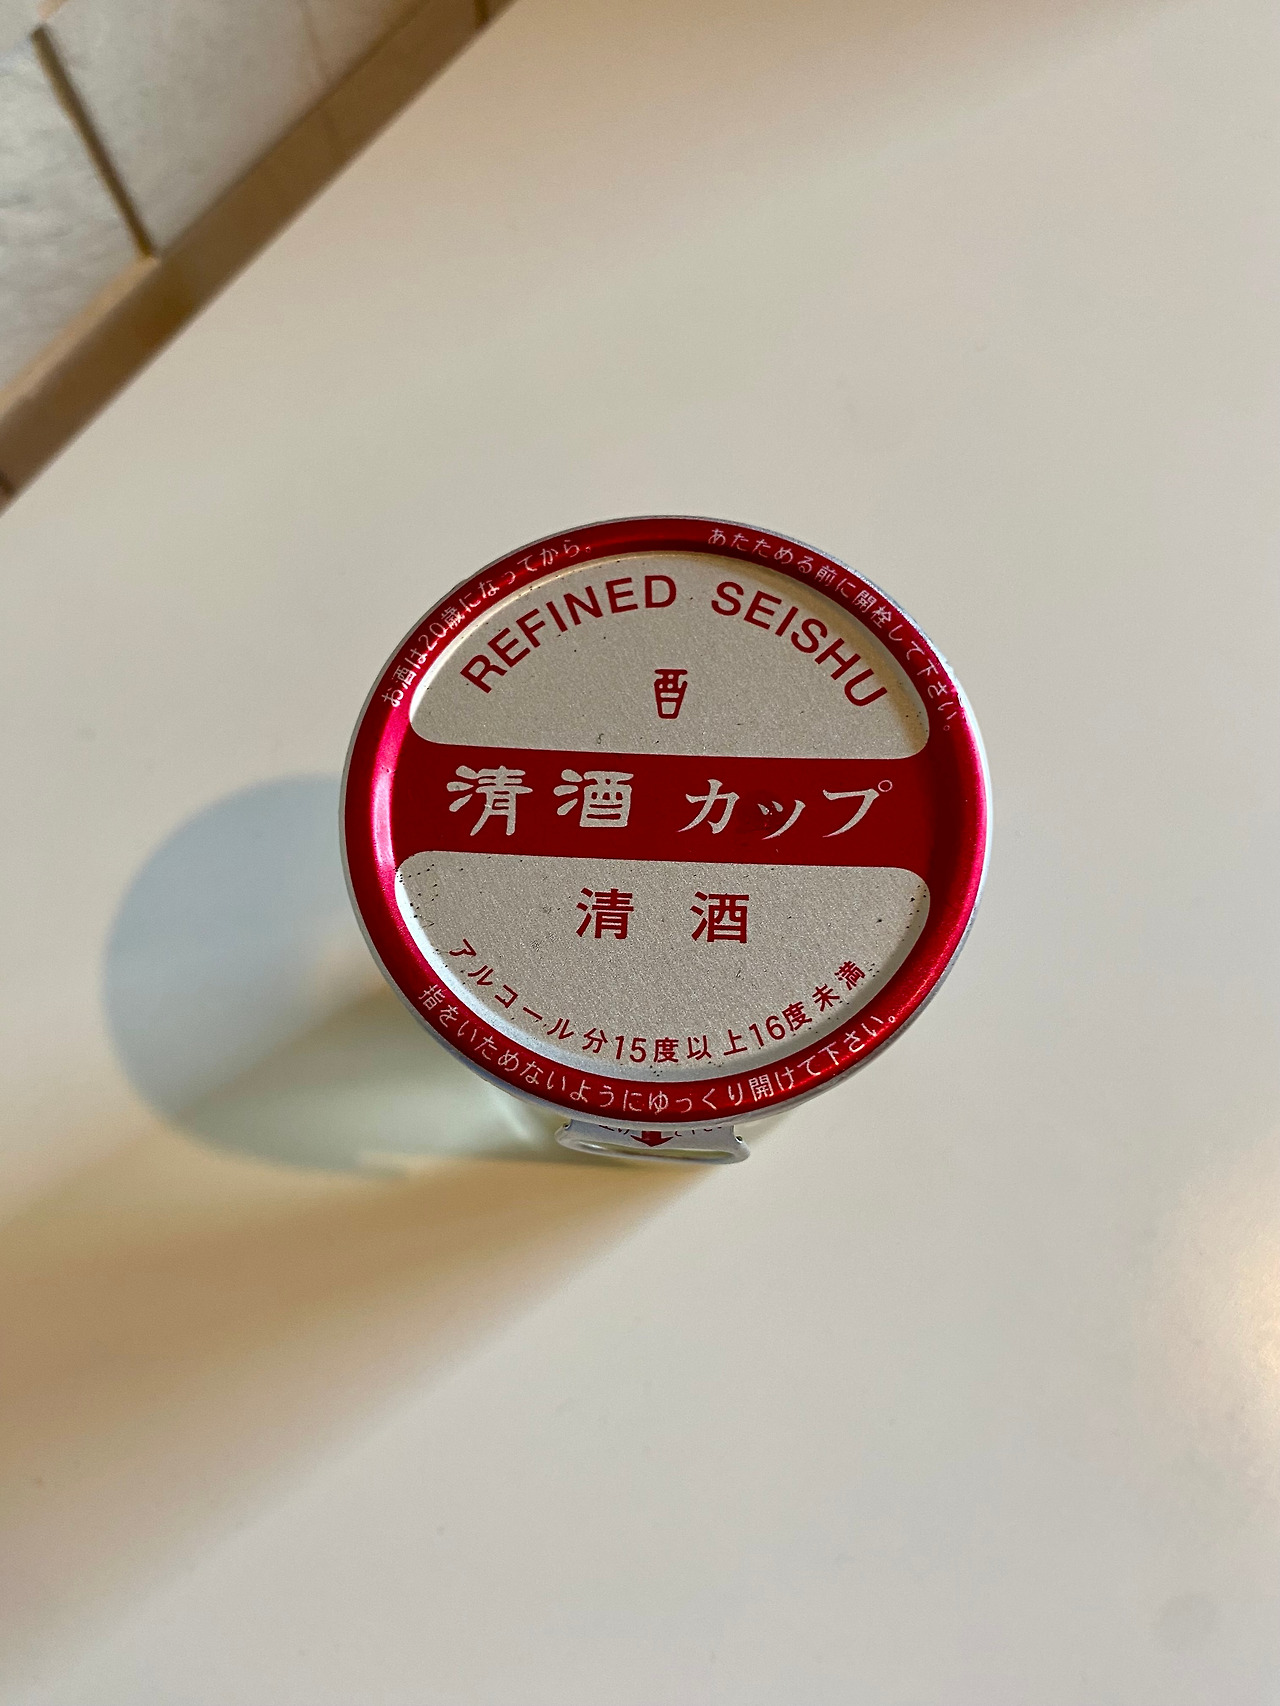 お酒は20歳になってから。
あたためる前に開栓して下さい。
REFINED SEISHU
清酒 カップ
清酒
アルコール分15度以上16度未満
指をいためないようにゆっくり開けて下さい。